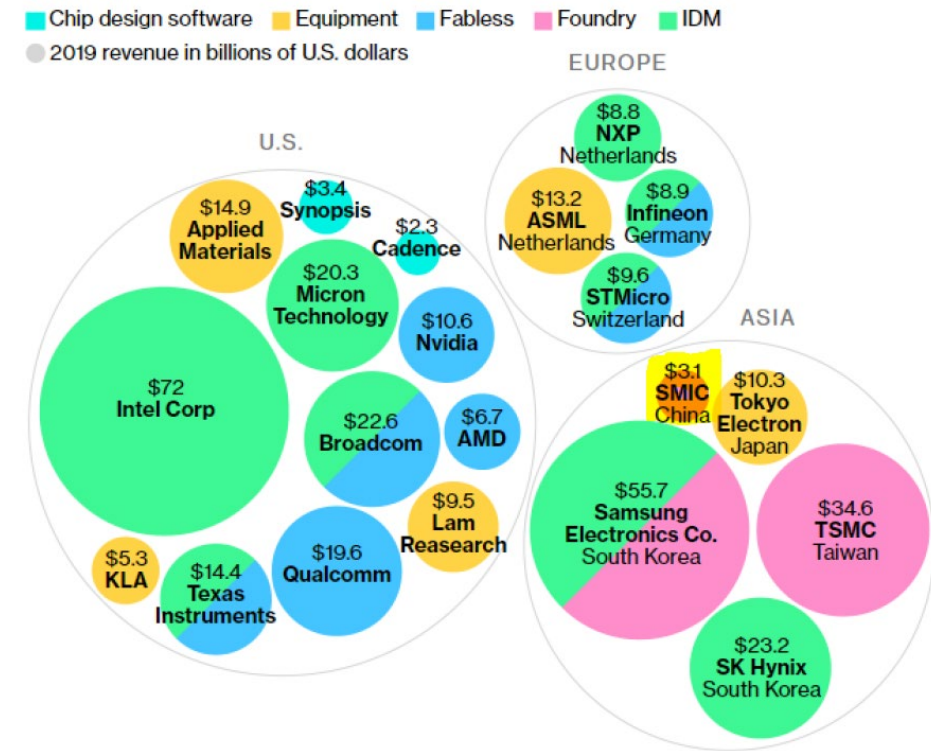 Chip design software Equipment Fabless Foundry IDM
2019 revenue in billions of U.S. dollars
U.S.
$14.9
Applied
Materials
$3.4
Synopsis
$2.3
Cadence
$20.3
Micron
Technology
$10.6
Nvidia
$72
Intel Corp
$22.6
Broadcom
$6.7
AMD
$9.5
Lam
Reasearch
$5.3
KLA
$14.4
Texas
Instruments
$19.6
Qualcomm
EUROPE
$8.8
NXP
Netherlands
$13.2
ASML
Netherlands
$8.9
Infineon
Germany
$9.6
STMicro
Switzerland
ASIA
$3.1
SMIC
China
$10.3
Tokyo
Electron
Japan
$55.7
Samsung
Electronics Co.
South Korea
$34.6
TSMC
Taiwan
$23.2
SK Hynix
South Korea